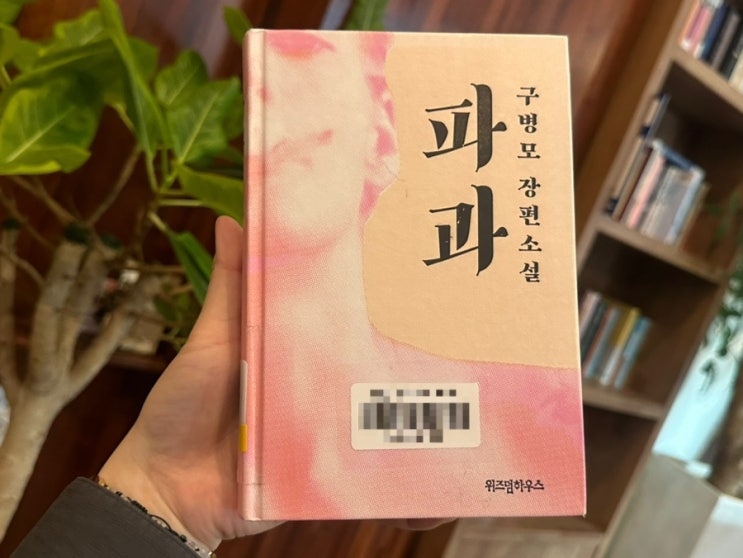 파과
구병모 장편소설
위즈덤하우스